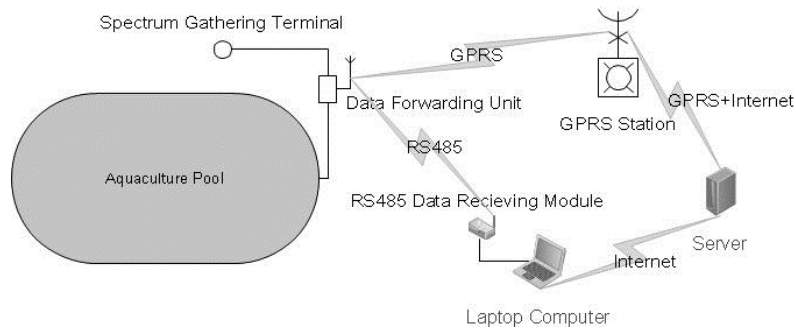 Spectrum Gathering Terminal
GPRS
GPRS+Internet
Data Forwarding Unit
GPRS Station
RS485
Aquaculture Pool
RS485 Data Recieving Module
Server
Internet
Laptop Computer